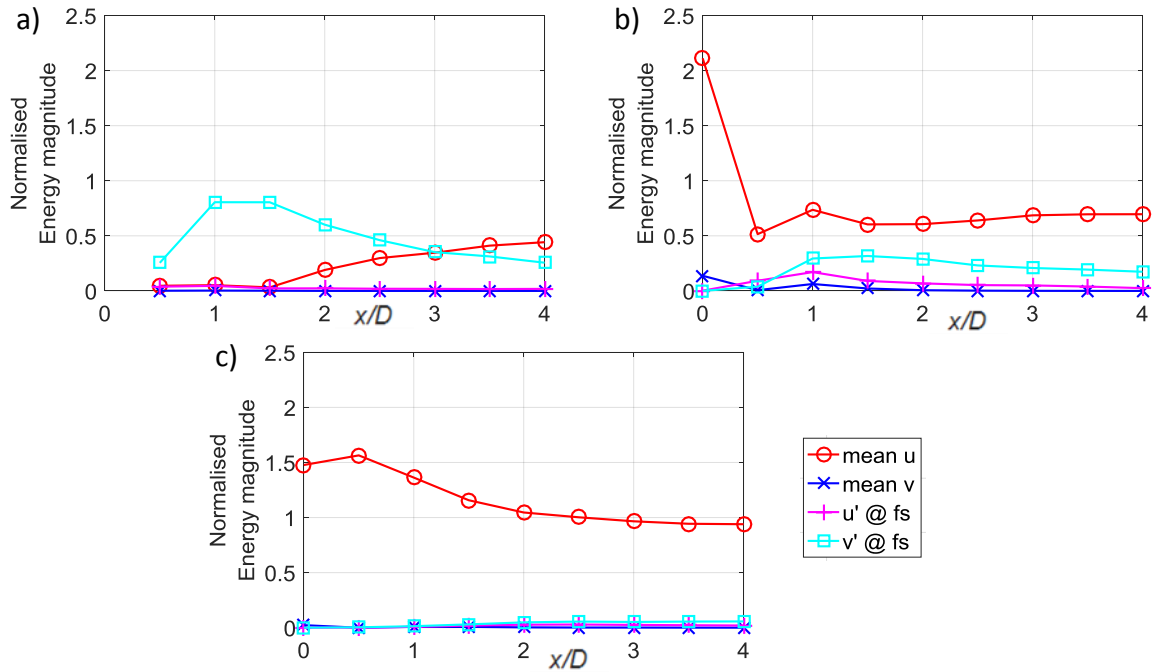 a)
2.5
2
1.5
1
0.5
0
Normalised
Energy magnitude
0 1 2 3 4
x/D
b)
2.5
2
1.5
1
0.5
0
Normalised
Energy magnitude
0 1 2 3 4
x/D
c)
2.5
2
1.5
1
0.5
0
Normalised
Energy magnitude
0 1 2 3 4
x/D
mean u
mean v
u' @ fs
v' @ fs